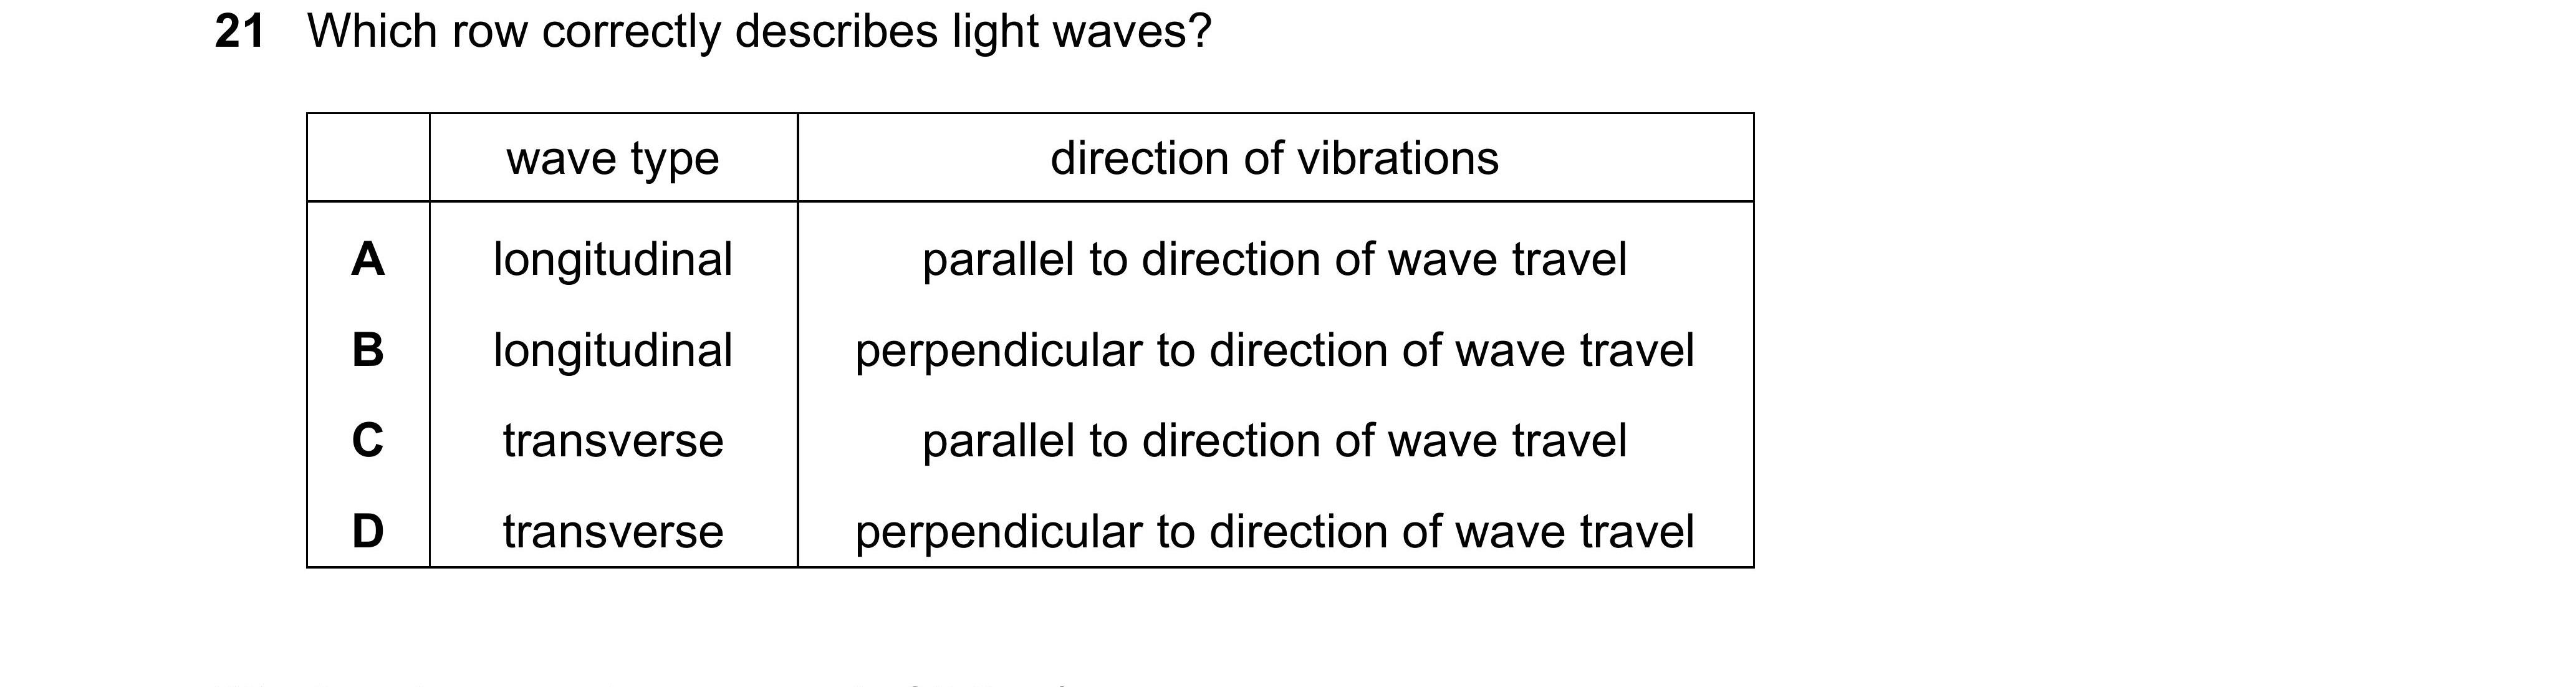 21 Which row correctly describes light waves?
wave type direction of vibrations
A longitudinal parallel to direction of wave travel
B longitudinal perpendicular to direction of wave travel
C transverse parallel to direction of wave travel
D transverse perpendicular to direction of wave travel